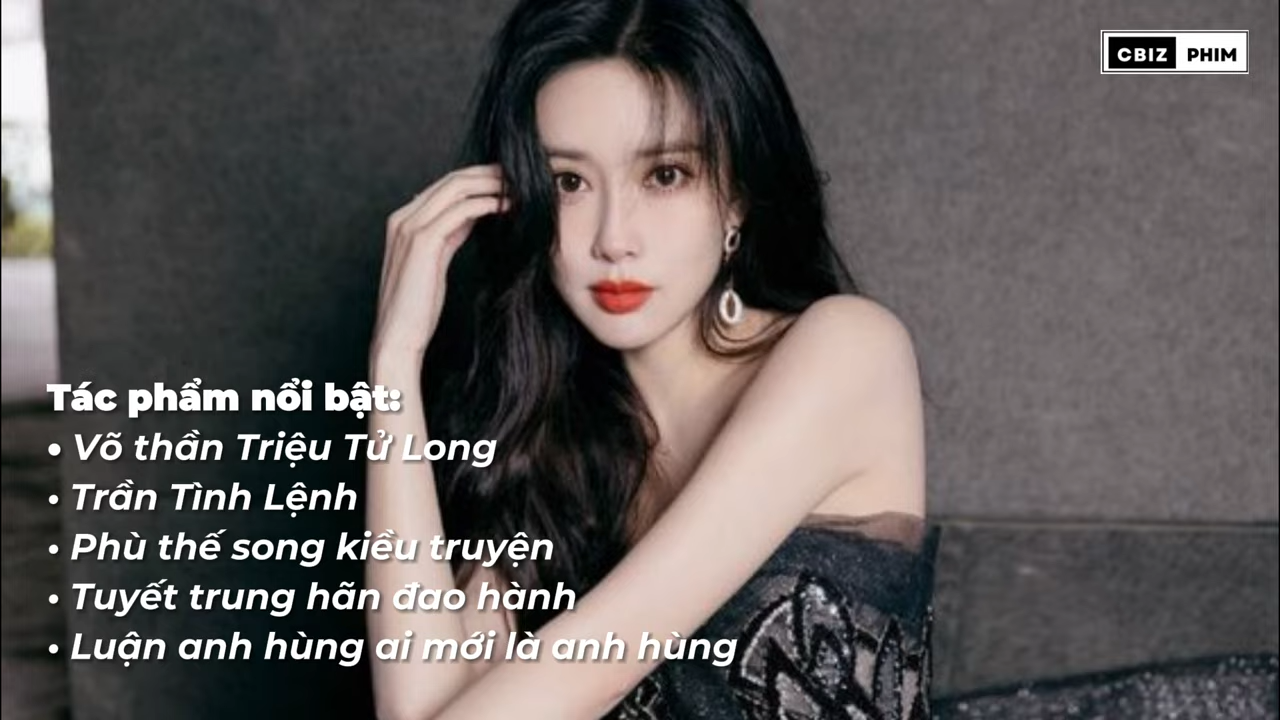 CBIZ PHIM
Tác phẩm nổi bật:
• Võ thần Triệu Tử Long
• Trần Tình Lệnh
• Phù thế song kiều truyện
• Tuyết trung hãn đao hành
• Luận anh hùng ai mới là anh hùng